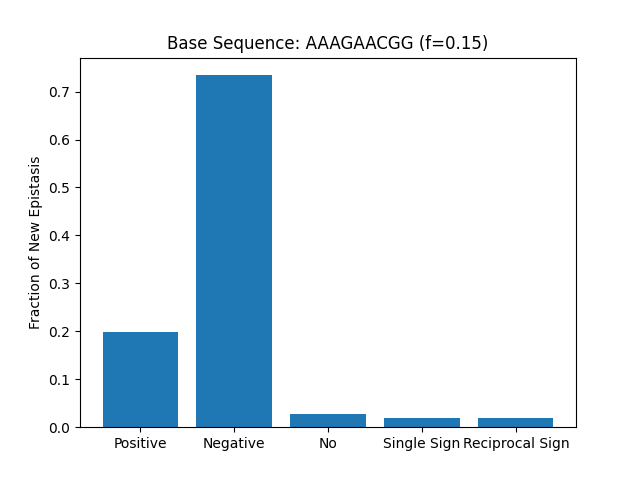 Base Sequence: AAAGAACGG (f=0.15)
Fraction of New Epistasis
0.7
0.6
0.5
0.4
0.3
0.2
0.1
0.0
Positive Negative No Single Sign Reciprocal Sign